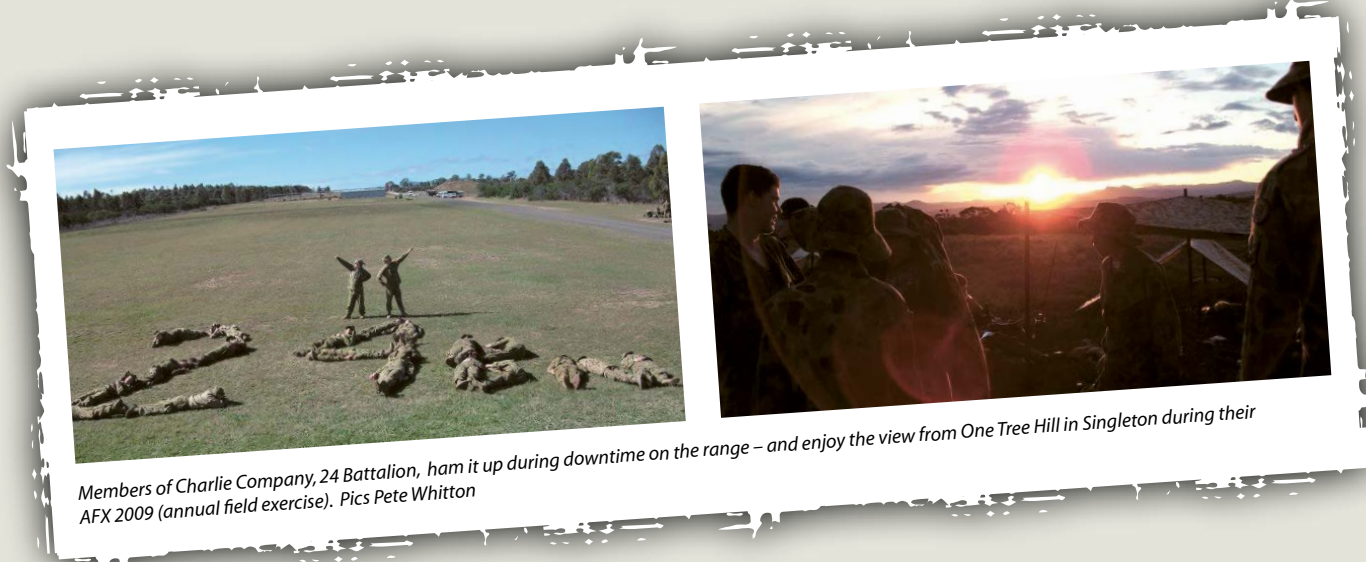 Members of Charlie Company, 24 Battalion, ham it up during downtime on the range – and enjoy the view from One Tree Hill in Singleton during their
AFX 2009 (annual field exercise). Pics Pete Whitton